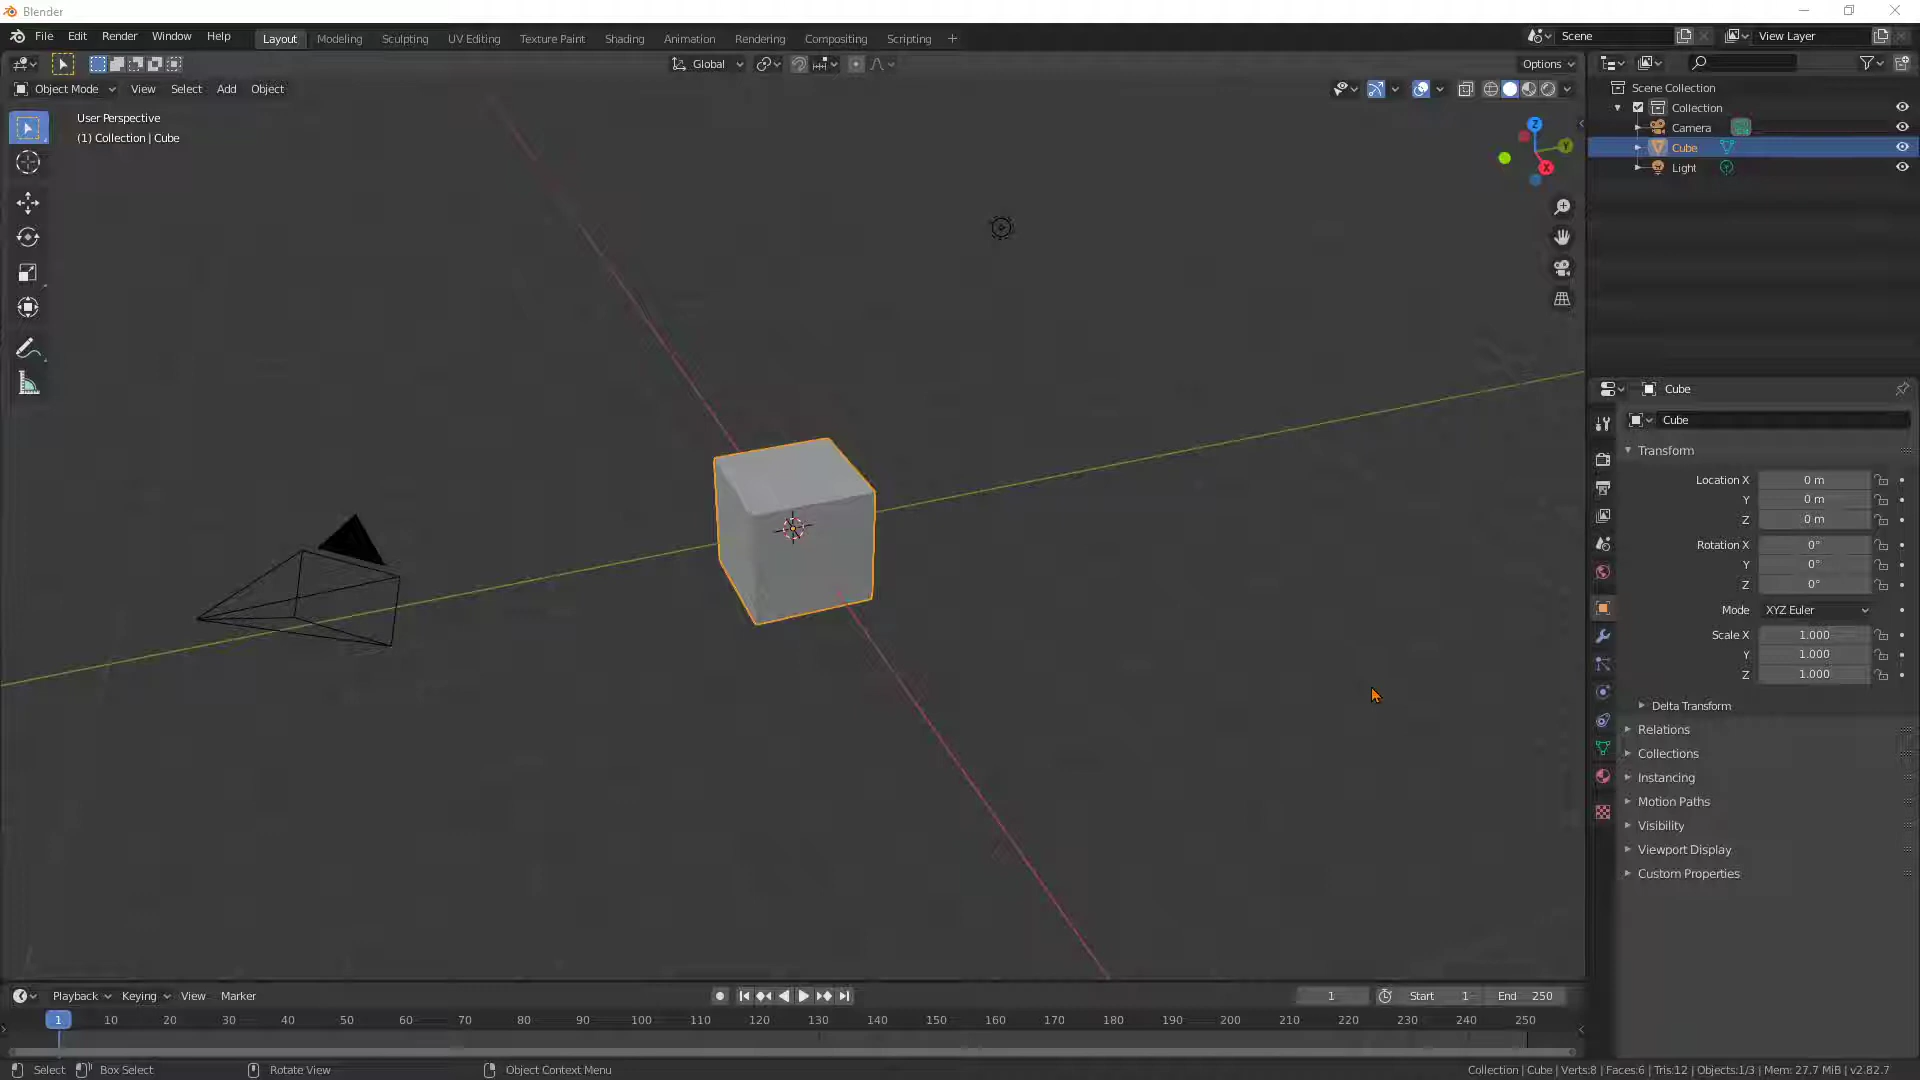 Blender
File Edit Render Window Help Layout Modeling Sculpting UV Editing Texture Paint Shading Animation Rendering Compositing Scripting + Scene View Layer
Global Options
Object Mode View Select Add Object
User Perspective
(1) Collection | Cube
Z
Y
X
Scene Collection
Collection
Camera
Cube
Light
Cube
Cube
Transform
Location X 0 m
Y 0 m
Z 0 m
Rotation X 0°
Y 0°
Z 0°
Mode XYZ Euler
Scale X 1.000
Y 1.000
Z 1.000
Delta Transform
Relations
Collections
Instancing
Motion Paths
Visibility
Viewport Display
Custom Properties
Playback Keying View Marker 1 Start 1 End 250
1 10 20 30 40 50 60 70 80 90 100 110 120 130 140 150 160 170 180 190 200 210 220 230 240 250
Select Box Select Rotate View Object Context Menu Collection | Cube | Verts:8 | Faces:6 | Tris:12 | Objects:1/3 | Mem: 27.7 MiB | v2.82.7